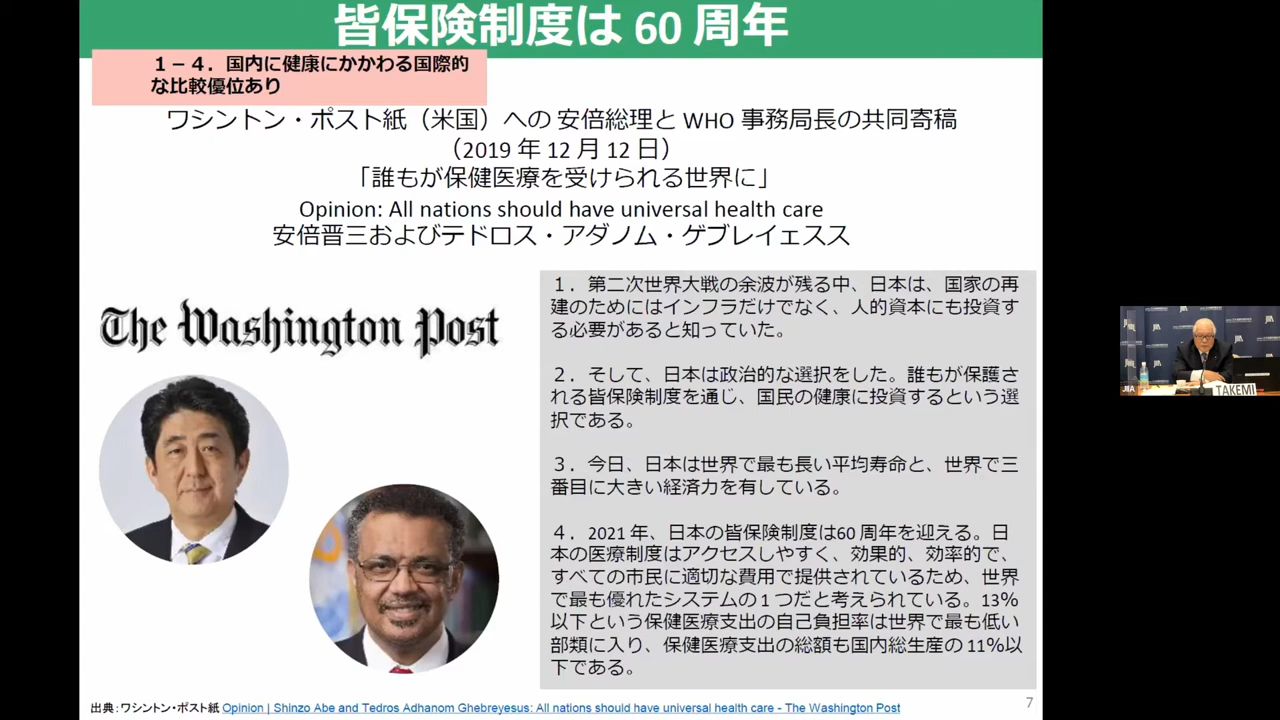 皆保険制度は 60 周年
１－４．国内に健康にかかわる国際的
な比較優位あり
ワシントン・ポスト紙（米国）への 安倍総理と WHO 事務局長の共同寄稿
（2019 年 12 月 12 日）
「誰もが保健医療を受けられる世界に」
Opinion: All nations should have universal health care
安倍晋三およびテドロス・アダノム・ゲブレイェスス
The Washington Post
１．第二次世界大戦の余波が残る中、日本は、国家の再
建のためにはインフラだけでなく、人的資本にも投資す
る必要があると知っていた。
２．そして、日本は政治的な選択をした。誰もが保護さ
れる皆保険制度を通じ、国民の健康に投資するという選
択である。
３．今日、日本は世界で最も長い平均寿命と、世界で三
番目に大きい経済力を有している。
４．2021 年、日本の皆保険制度は60 周年を迎える。日
本の医療制度はアクセスしやすく、効果的、効率的で、
すべての市民に適切な費用で提供されているため、世界
で最も優れたシステムの１つだと考えられている。13％
以下という保健医療支出の自己負担率は世界で最も低い
部類に入り、保健医療支出の総額も国内総生産の 11％以
下である。
出典：ワシントン・ポスト紙 Opinion | Shinzo Abe and Tedros Adhanom Ghebreyesus: All nations should have universal health care - The Washington Post
7
JIIA
TAKEMI